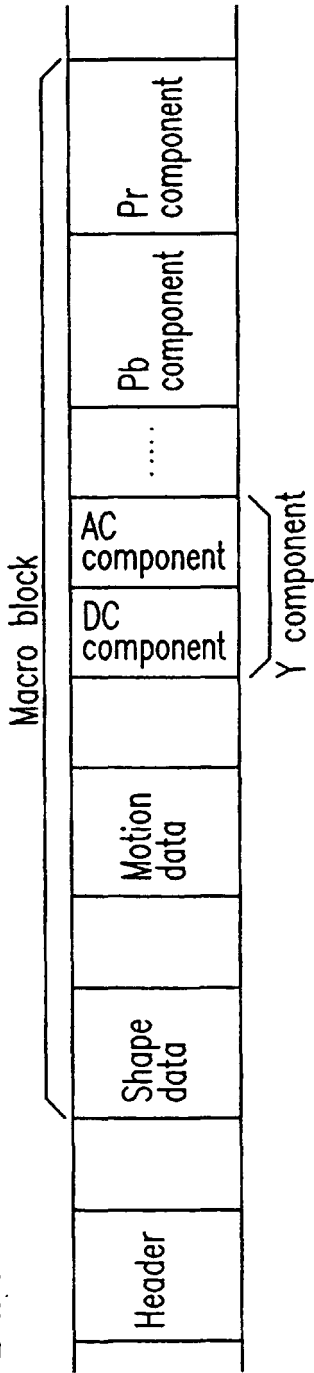 Macro block
Header
Shape
data
Motion
data
DC
component
AC
component
.....
Pb
component
Pr
component
Y component